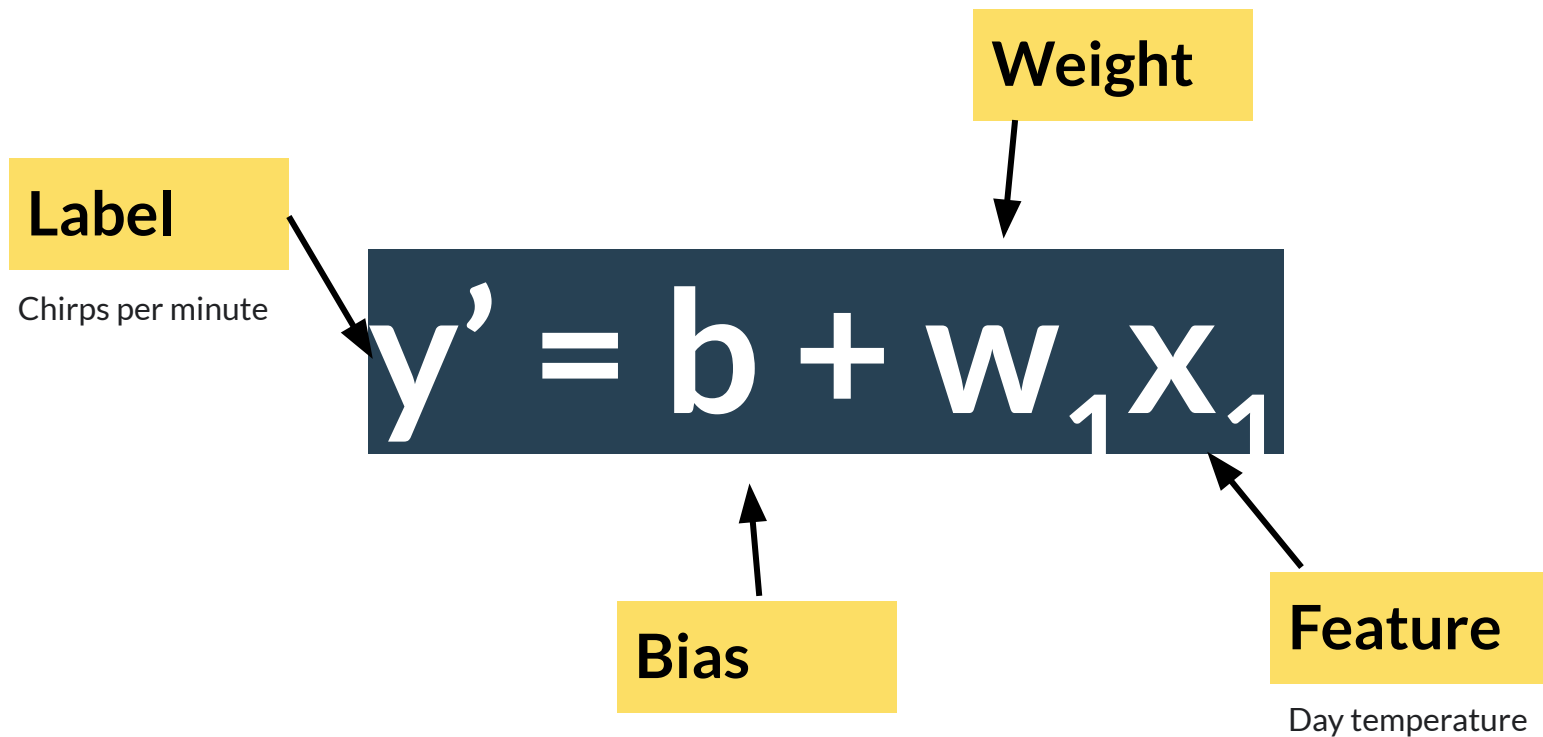 Weight
Label
Chirps per minute
y’ = b + w₁x₁
Bias
Feature
Day temperature